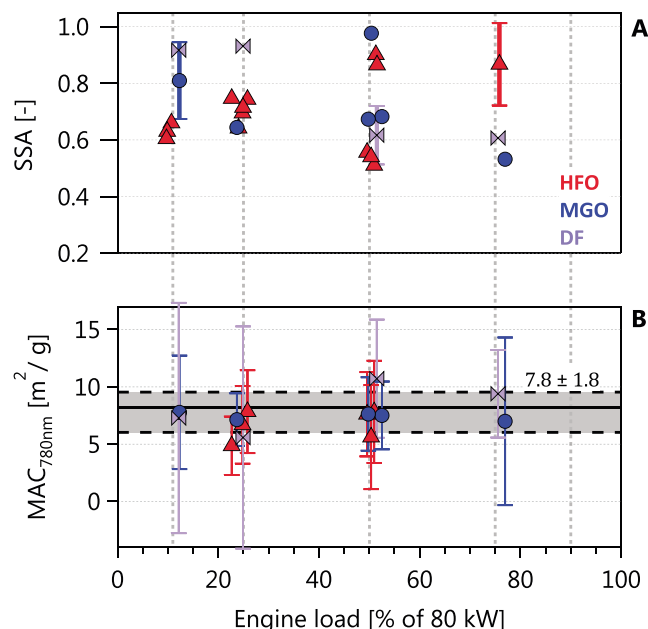 A
1.0
0.8
0.6
0.4
0.2
SSA [-]
HFO
MGO
DF
B
15
10
5
0
MAC780nm [m2 / g]
7.8 ± 1.8
0 20 40 60 80 100
Engine load [% of 80 kW]